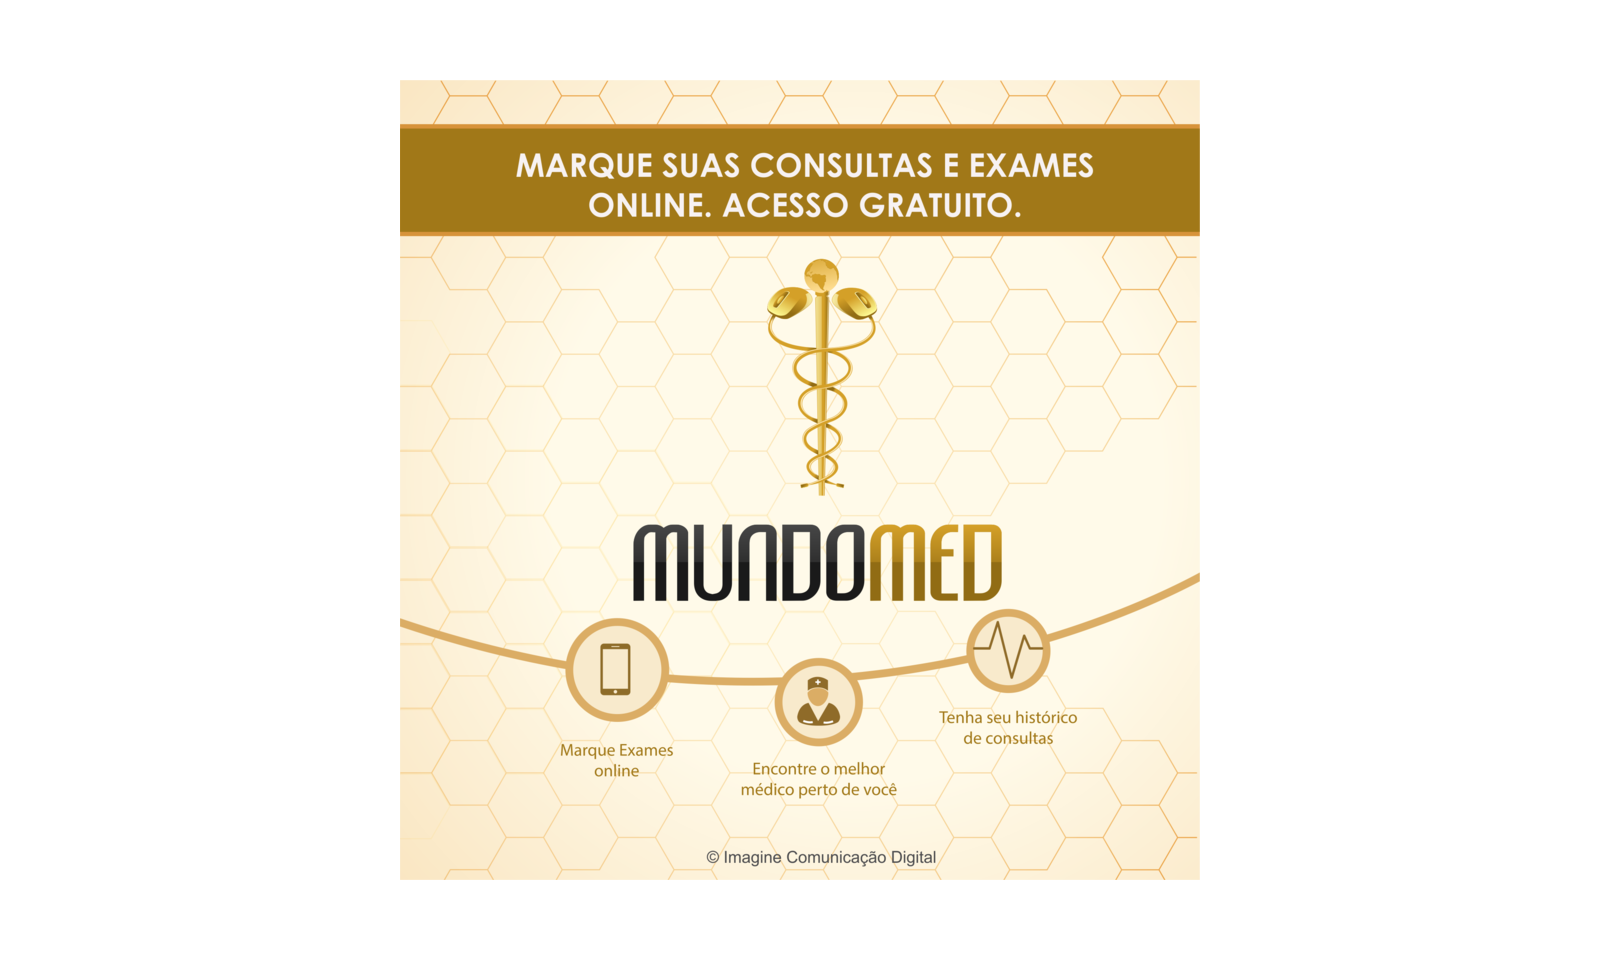 MARQUE SUAS CONSULTAS E EXAMES
ONLINE. ACESSO GRATUITO.
MUNDOMED
Marque Exames
online
Encontre o melhor
médico perto de você
Tenha seu histórico
de consultas
© Imagine Comunicação Digital